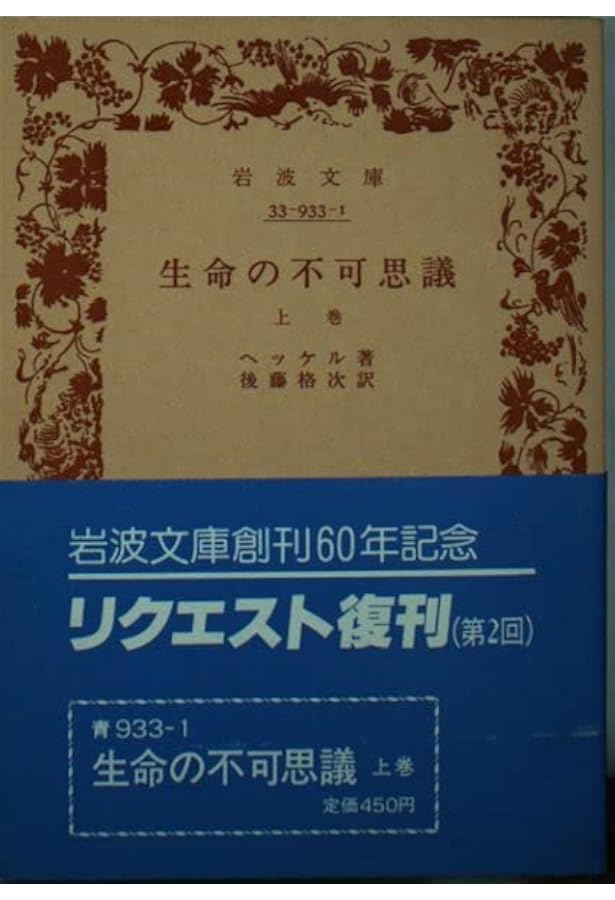 岩波文庫
33-933-1
生命の不可思議
上巻
ヘッケル著
後藤格次訳
岩波文庫創刊60年記念
リクエスト復刊(第2回)
青933-1
生命の不可思議 上巻
定価450円